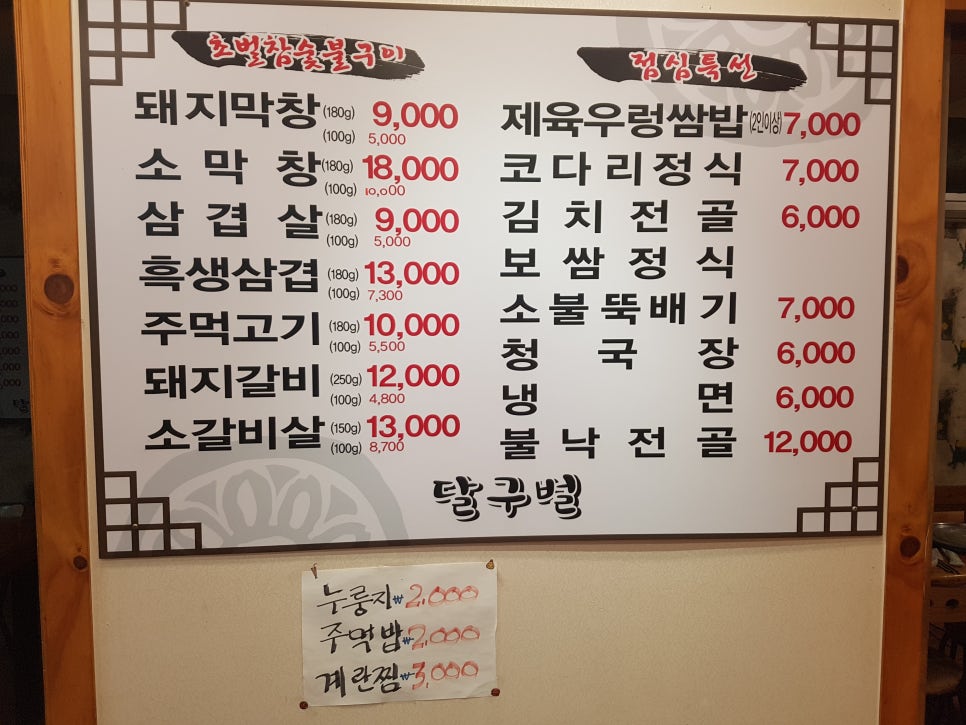 초벌참숯불구이
돼지막창(180g) 9,000
(100g) 5,000
소막창(180g) 18,000
(100g) 10,000
삼겹살(180g) 9,000
(100g) 5,000
흑생삼겹(180g) 13,000
(100g) 7,300
주먹고기(180g) 10,000
(100g) 5,500
돼지갈비(250g) 12,000
(100g) 4,800
소갈비살(150g) 13,000
(100g) 8,700
점심특선
제육우렁쌈밥(2인이상) 7,000
코다리정식 7,000
김치전골 6,000
보쌈정식
소불뚝배기 7,000
청국장 6,000
냉면 6,000
불낙전골 12,000
달구벌
누룽지 ₩2,000
주먹밥 ₩2,000
계란찜 ₩3,000